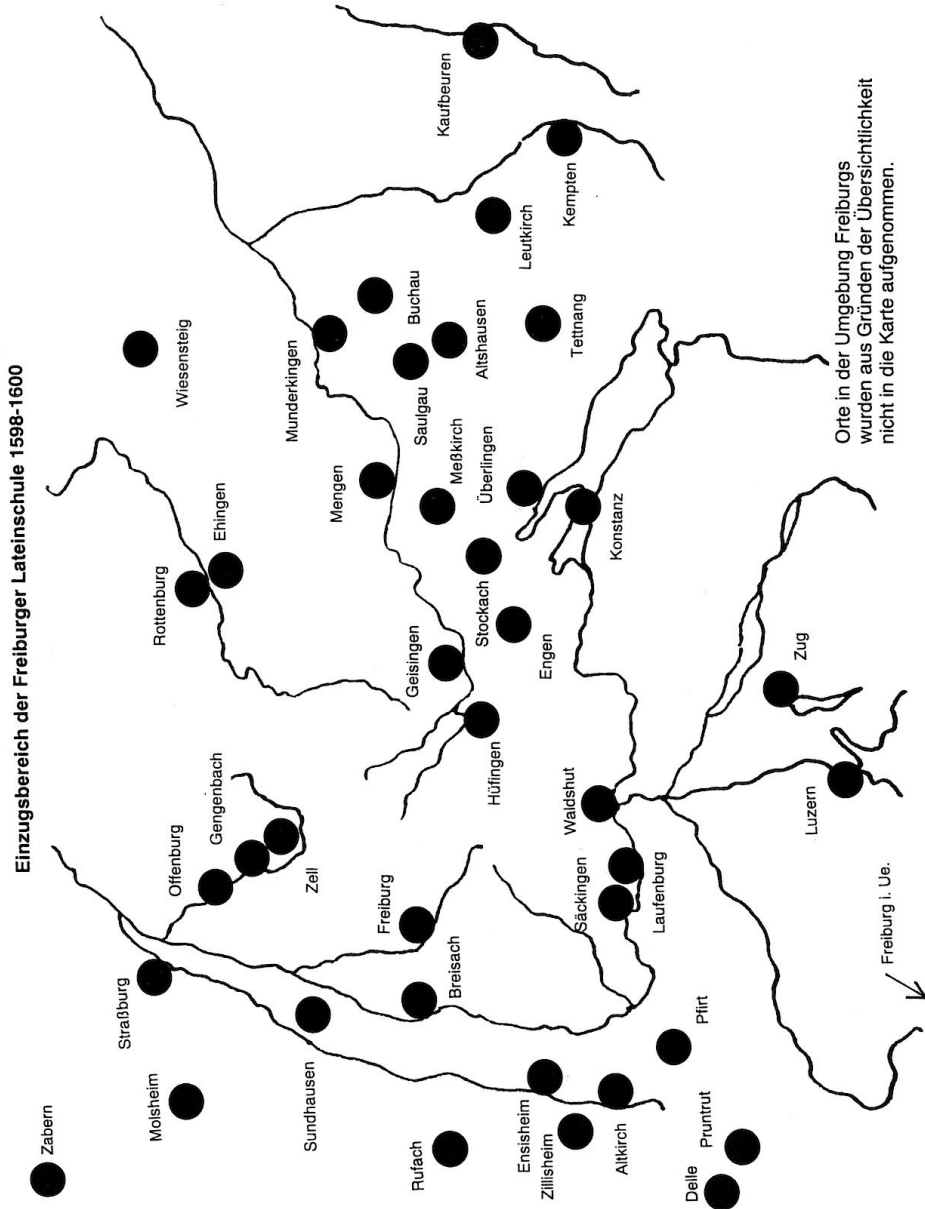 Einzugsbereich der Freiburger Lateinschule 1598-1600
Zabern
Molsheim
Straßburg
Offenburg
Gengenbach
Zell
Rottenburg
Ehingen
Wiesensteig
Sundhausen
Rufach
Breisach
Freiburg
Hüfingen
Geisingen
Mengen
Munderkingen
Buchau
Saulgau
Altshausen
Meßkirch
Überlingen
Stockach
Engen
Konstanz
Tettnang
Leutkirch
Kempten
Kaufbeuren
Ensisheim
Zillisheim
Altkirch
Pfirt
Delle
Pruntrut
Säckingen
Laufenburg
Waldshut
Luzern
Zug
Freiburg i. Ue.
Orte in der Umgebung Freiburgs
wurden aus Gründen der Übersichtlichkeit
nicht in die Karte aufgenommen.